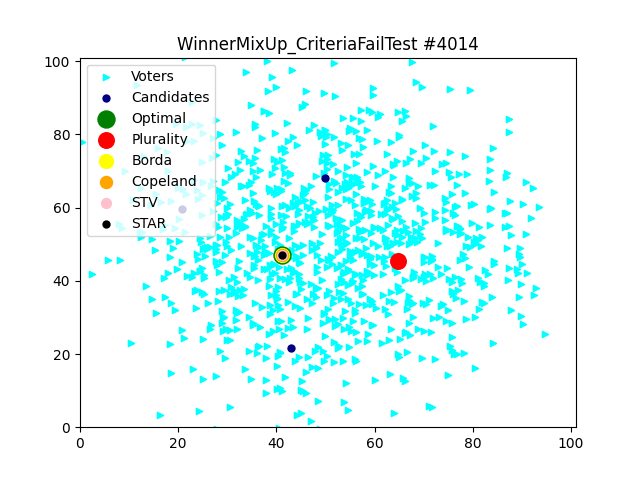 WinnerMixUp_CriteriaFailTest #4014
100
80
60
40
20
0
0
20
40
60
80
100
Voters
Candidates
Optimal
Plurality
Borda
Copeland
STV
STAR